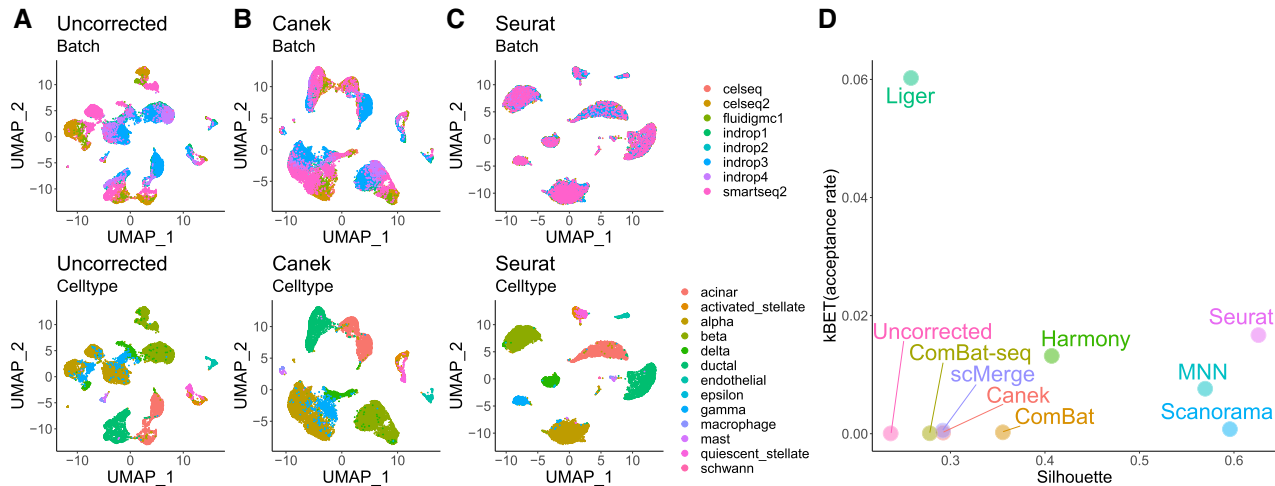 A
Uncorrected
Batch
UMAP_2
10
5
0
−5
−10
−10
0
10
UMAP_1
B
Canek
Batch
UMAP_2
10
5
0
−5
−10
0
10
UMAP_1
C
Seurat
Batch
UMAP_2
10
5
0
−5
−10
−10
−5
0
5
10
UMAP_1
celseq
celseq2
fluidigmc1
indrop1
indrop2
indrop3
indrop4
smartseq2
Uncorrected
Celltype
UMAP_2
10
5
0
−5
−10
−10
0
10
UMAP_1
Canek
Celltype
UMAP_2
10
5
0
−5
−10
0
10
UMAP_1
Seurat
Celltype
UMAP_2
10
5
0
−5
−10
−10
−5
0
5
10
UMAP_1
acinar
activated_stellate
alpha
beta
delta
ductal
endothelial
epsilon
gamma
macrophage
mast
quiescent_stellate
schwann
D
kBET(acceptance rate)
0.06
0.04
0.02
0.00
Liger
Seurat
Uncorrected
Harmony
ComBat-seq
scMerge
MNN
Canek
Scanorama
ComBat
0.3
0.4
0.5
0.6
Silhouette